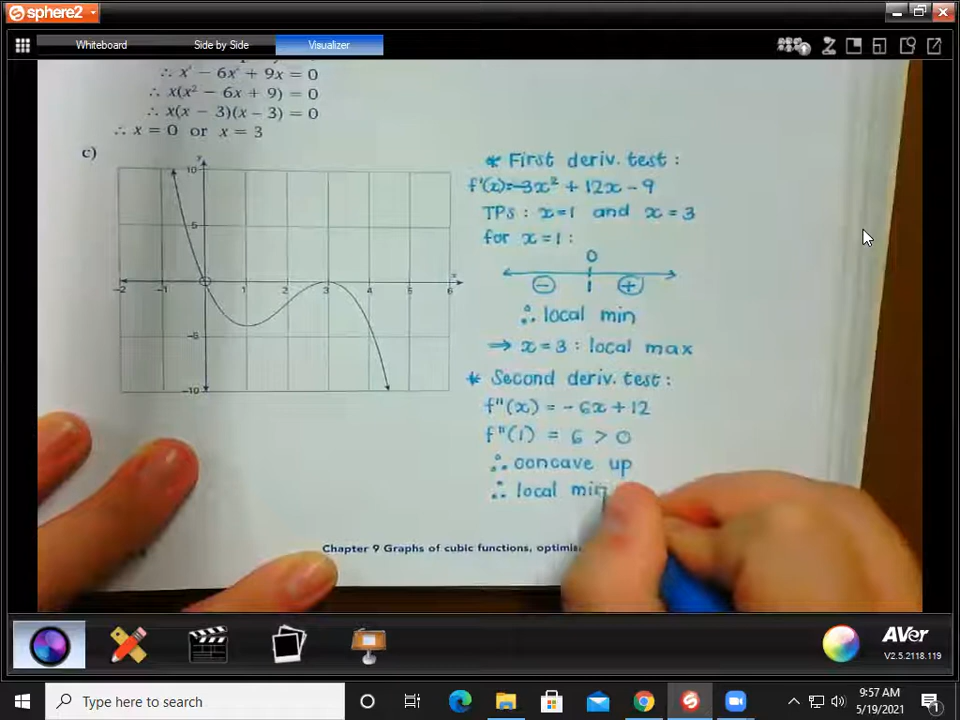 sphere2
Whiteboard
Side by Side
Visualizer
∴ x³ − 6x² + 9x = 0
∴ x(x² − 6x + 9) = 0
∴ x(x − 3)(x − 3) = 0
∴ x = 0 or x = 3
c)
y
10
5
x
−2 −1 0 1 2 3 4 5 6
−5
−10
* First deriv. test :
f'(x)=-3x² + 12x - 9
TPs : x=1 and x = 3
for x=1 :
0
− 1 +
∴ local min
⇒ x = 3 : local max
* Second deriv. test :
f"(x) = - 6x + 12
f"(1) = 6 > 0
∴ concave up
∴ local min
Chapter 9 Graphs of cubic functions,
AVer
V2.5.2118.119
Type here to search
9:57 AM
5/19/2021
1